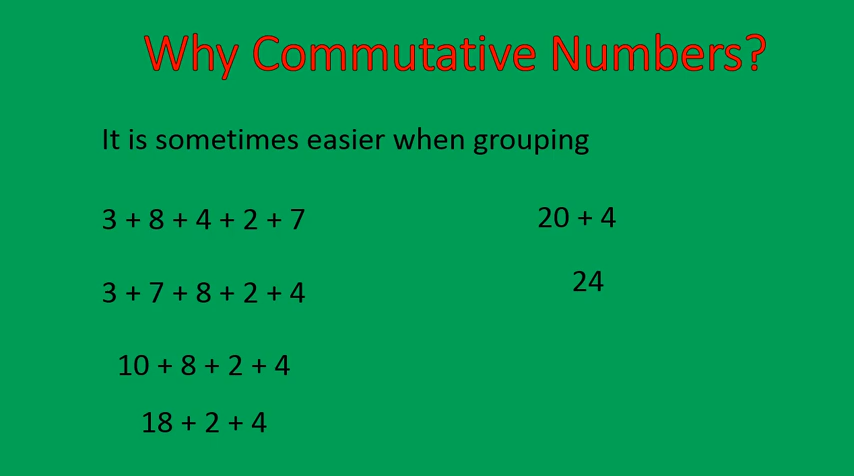 Why Commutative Numbers?
It is sometimes easier when grouping
3 + 8 + 4 + 2 + 7
3 + 7 + 8 + 2 + 4
10 + 8 + 2 + 4
18 + 2 + 4
20 + 4
24